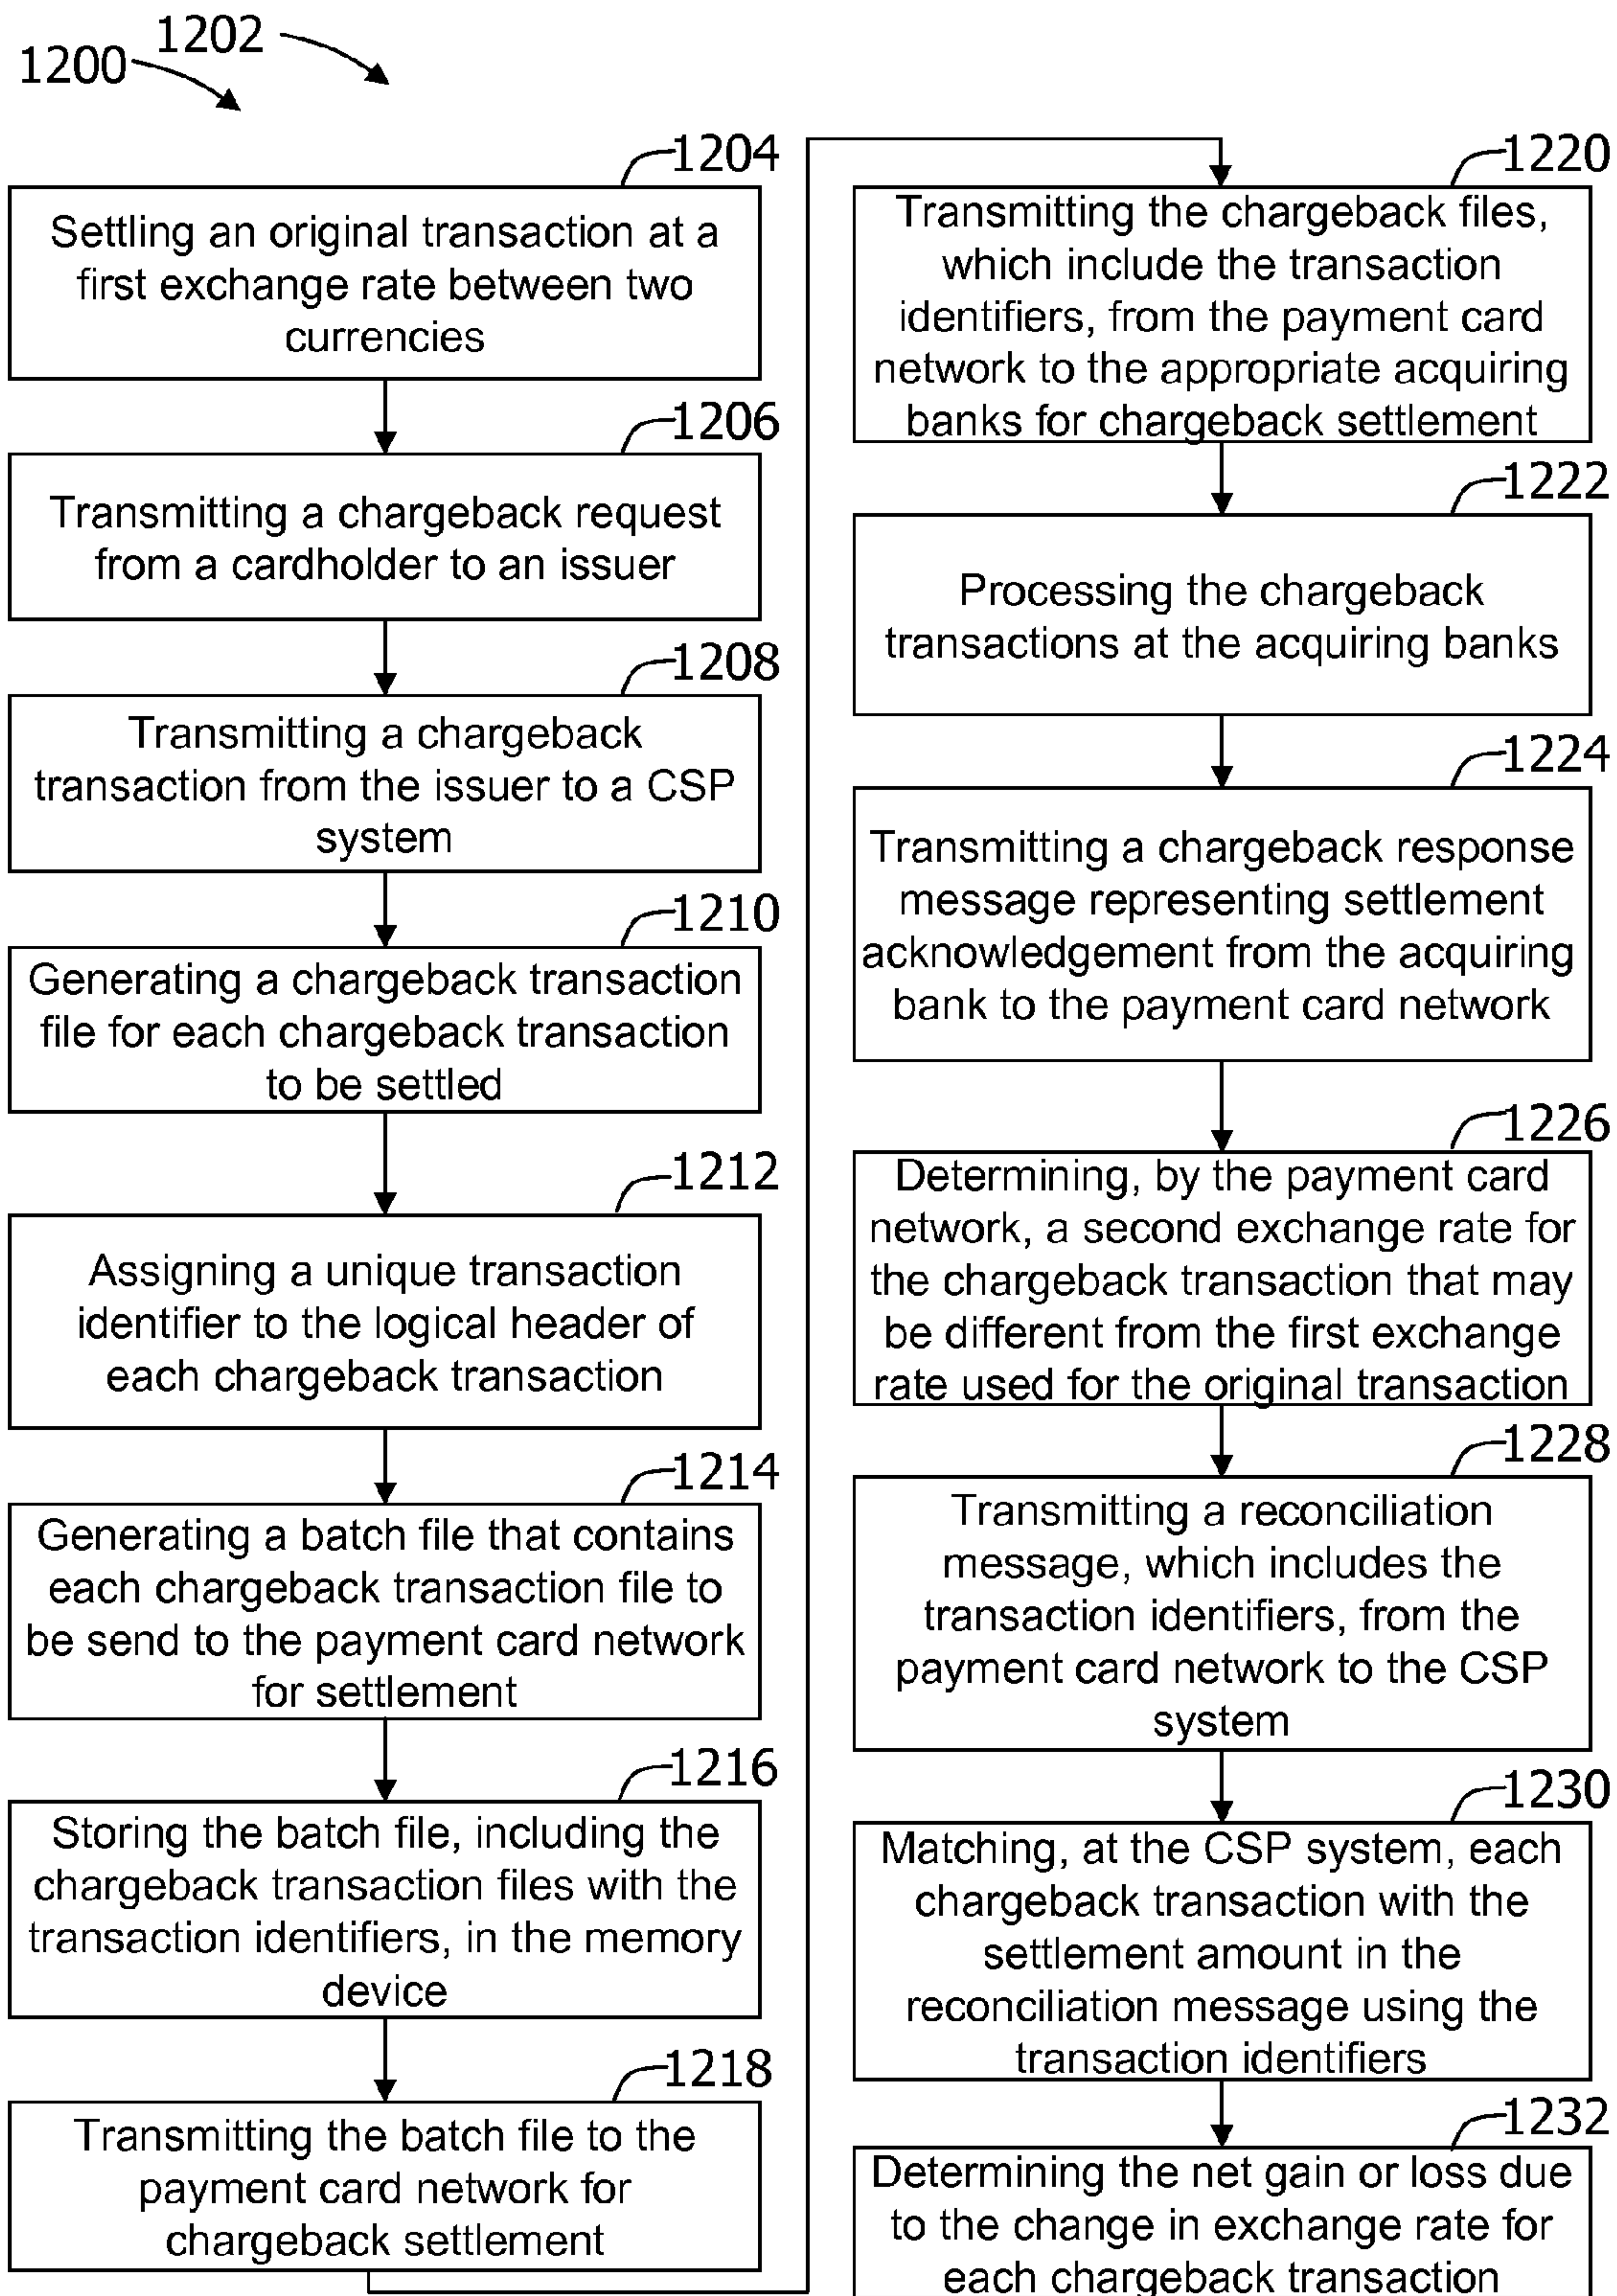 1202
1200
1204
Settling an original transaction at a
first exchange rate between two
currencies
1206
Transmitting a chargeback request
from a cardholder to an issuer
1208
Transmitting a chargeback
transaction from the issuer to a CSP
system
1210
Generating a chargeback transaction
file for each chargeback transaction
to be settled
1212
Assigning a unique transaction
identifier to the logical header of
each chargeback transaction
1214
Generating a batch file that contains
each chargeback transaction file to
be send to the payment card network
for settlement
1216
Storing the batch file, including the
chargeback transaction files with the
transaction identifiers, in the memory
device
1218
Transmitting the batch file to the
payment card network for
chargeback settlement
1220
Transmitting the chargeback files,
which include the transaction
identifiers, from the payment card
network to the appropriate acquiring
banks for chargeback settlement
1222
Processing the chargeback
transactions at the acquiring banks
1224
Transmitting a chargeback response
message representing settlement
acknowledgement from the acquiring
bank to the payment card network
1226
Determining, by the payment card
network, a second exchange rate for
the chargeback transaction that may
be different from the first exchange
rate used for the original transaction
1228
Transmitting a reconciliation
message, which includes the
transaction identifiers, from the
payment card network to the CSP
system
1230
Matching, at the CSP system, each
chargeback transaction with the
settlement amount in the
reconciliation message using the
transaction identifiers
1232
Determining the net gain or loss due
to the change in exchange rate for
each chargeback transaction